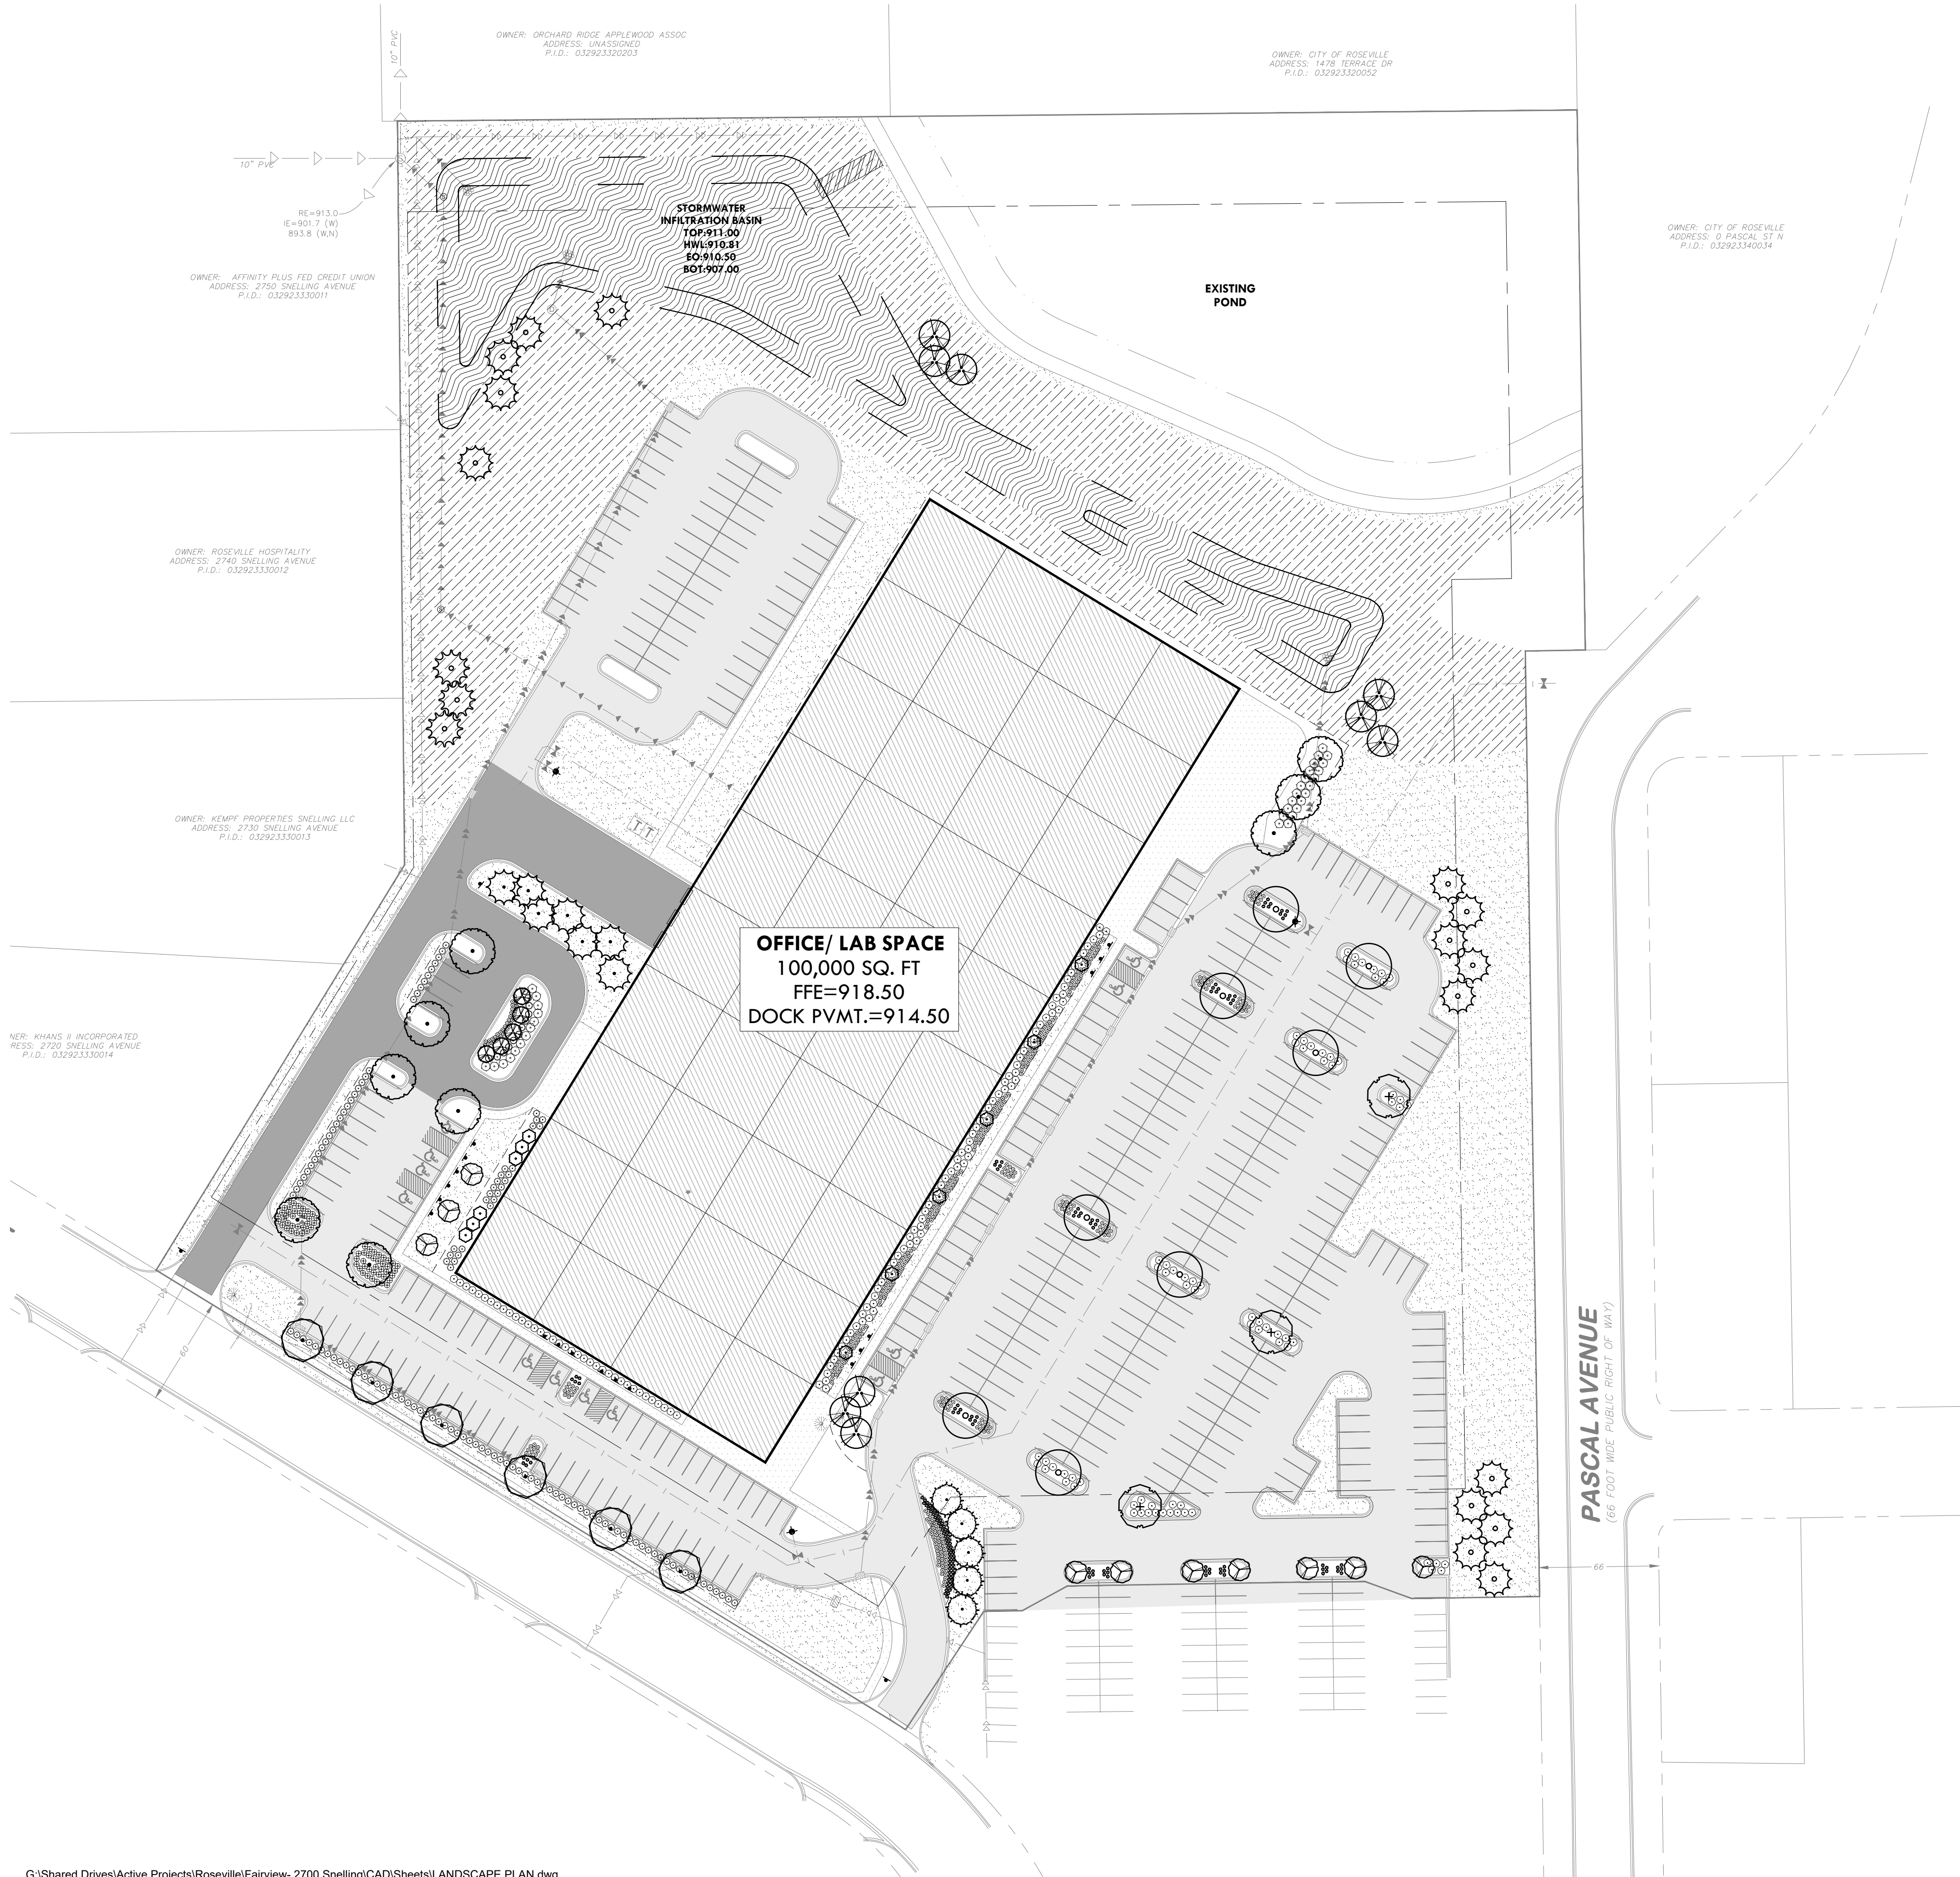 OWNER: ORCHARD RIDGE APPLEWOOD ASSOC
ADDRESS: UNASSIGNED
P.I.D.: 032923320203
10" PVC
OWNER: CITY OF ROSEVILLE
ADDRESS: 1478 TERRACE DR
P.I.D.: 032923320052
10" PVC
RE=913.0
IE=901.7 (W)
893.8 (W,N)
STORMWATER
INFILTRATION BASIN
TOP:911.00
HWL:910.81
EO:910.50
BOT:907.00
OWNER: CITY OF ROSEVILLE
ADDRESS: 0 PASCAL ST N
P.I.D.: 032923340034
OWNER: AFFINITY PLUS FED CREDIT UNION
ADDRESS: 2750 SNELLING AVENUE
P.I.D.: 032923330011
EXISTING
POND
OWNER: ROSEVILLE HOSPITALITY
ADDRESS: 2740 SNELLING AVENUE
P.I.D.: 032923330012
OWNER: KEMPF PROPERTIES SNELLING LLC
ADDRESS: 2730 SNELLING AVENUE
P.I.D.: 032923330013
T T
OFFICE/ LAB SPACE
100,000 SQ. FT
FFE=918.50
DOCK PVMT.=914.50
NER: KHANS II INCORPORATED
RESS: 2720 SNELLING AVENUE
P.I.D.: 032923330014
60
PASCAL AVENUE
(66 FOOT WIDE PUBLIC RIGHT OF WAY)
66
G:\Shared Drives\Active Projects\Roseville\Fairview- 2700 Snelling\CAD\Sheets\LANDSCAPE PLAN.dwg